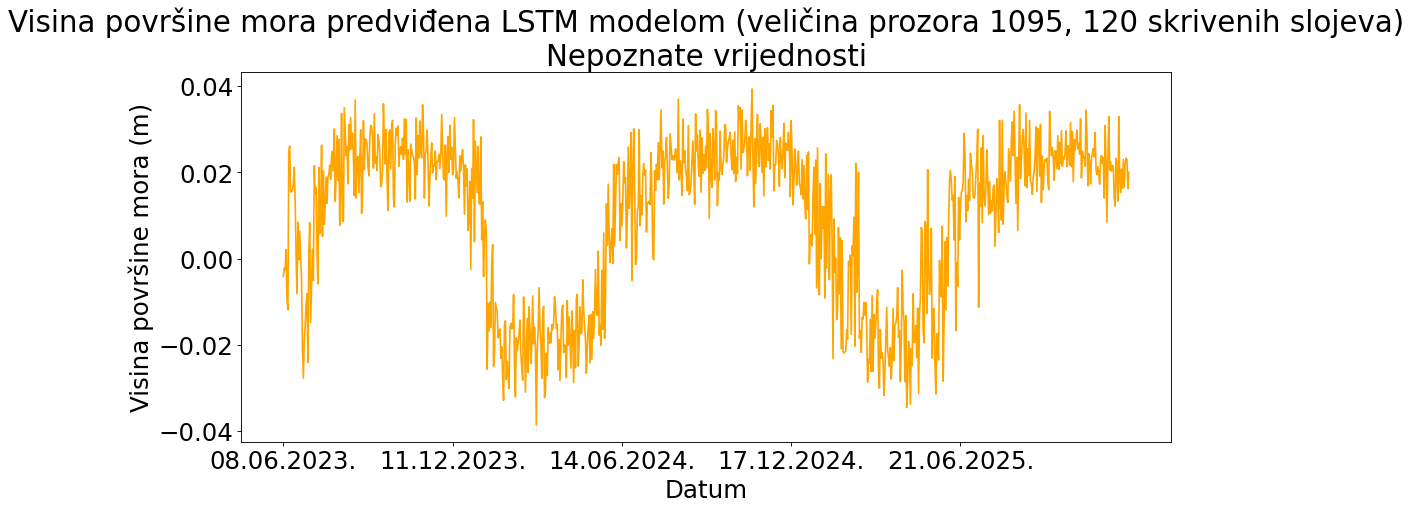 Visina površine mora predviđena LSTM modelom (veličina prozora 1095, 120 skrivenih slojeva)
Nepoznate vrijednosti
Visina površine mora (m)
0.04
0.02
0.00
−0.02
−0.04
08.06.2023. 11.12.2023. 14.06.2024. 17.12.2024. 21.06.2025.
Datum